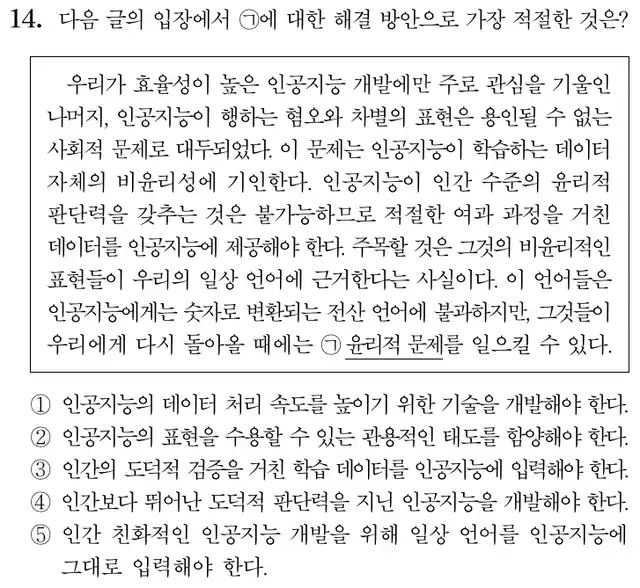 14. 다음 글의 입장에서 ㉠에 대한 해결 방안으로 가장 적절한 것은?
우리가 효율성이 높은 인공지능 개발에만 주로 관심을 기울인
나머지, 인공지능이 행하는 혐오와 차별의 표현은 용인될 수 없는
사회적 문제로 대두되었다. 이 문제는 인공지능이 학습하는 데이터
자체의 비윤리성에 기인한다. 인공지능이 인간 수준의 윤리적
판단력을 갖추는 것은 불가능하므로 적절한 여과 과정을 거친
데이터를 인공지능에 제공해야 한다. 주목할 것은 그것의 비윤리적인
표현들이 우리의 일상 언어에 근거한다는 사실이다. 이 언어들은
인공지능에게는 숫자로 변환되는 전산 언어에 불과하지만, 그것들이
우리에게 다시 돌아올 때에는 ㉠ 윤리적 문제를 일으킬 수 있다.
① 인공지능의 데이터 처리 속도를 높이기 위한 기술을 개발해야 한다.
② 인공지능의 표현을 수용할 수 있는 관용적인 태도를 함양해야 한다.
③ 인간의 도덕적 검증을 거친 학습 데이터를 인공지능에 입력해야 한다.
④ 인간보다 뛰어난 도덕적 판단력을 지닌 인공지능을 개발해야 한다.
⑤ 인간 친화적인 인공지능 개발을 위해 일상 언어를 인공지능에
그대로 입력해야 한다.